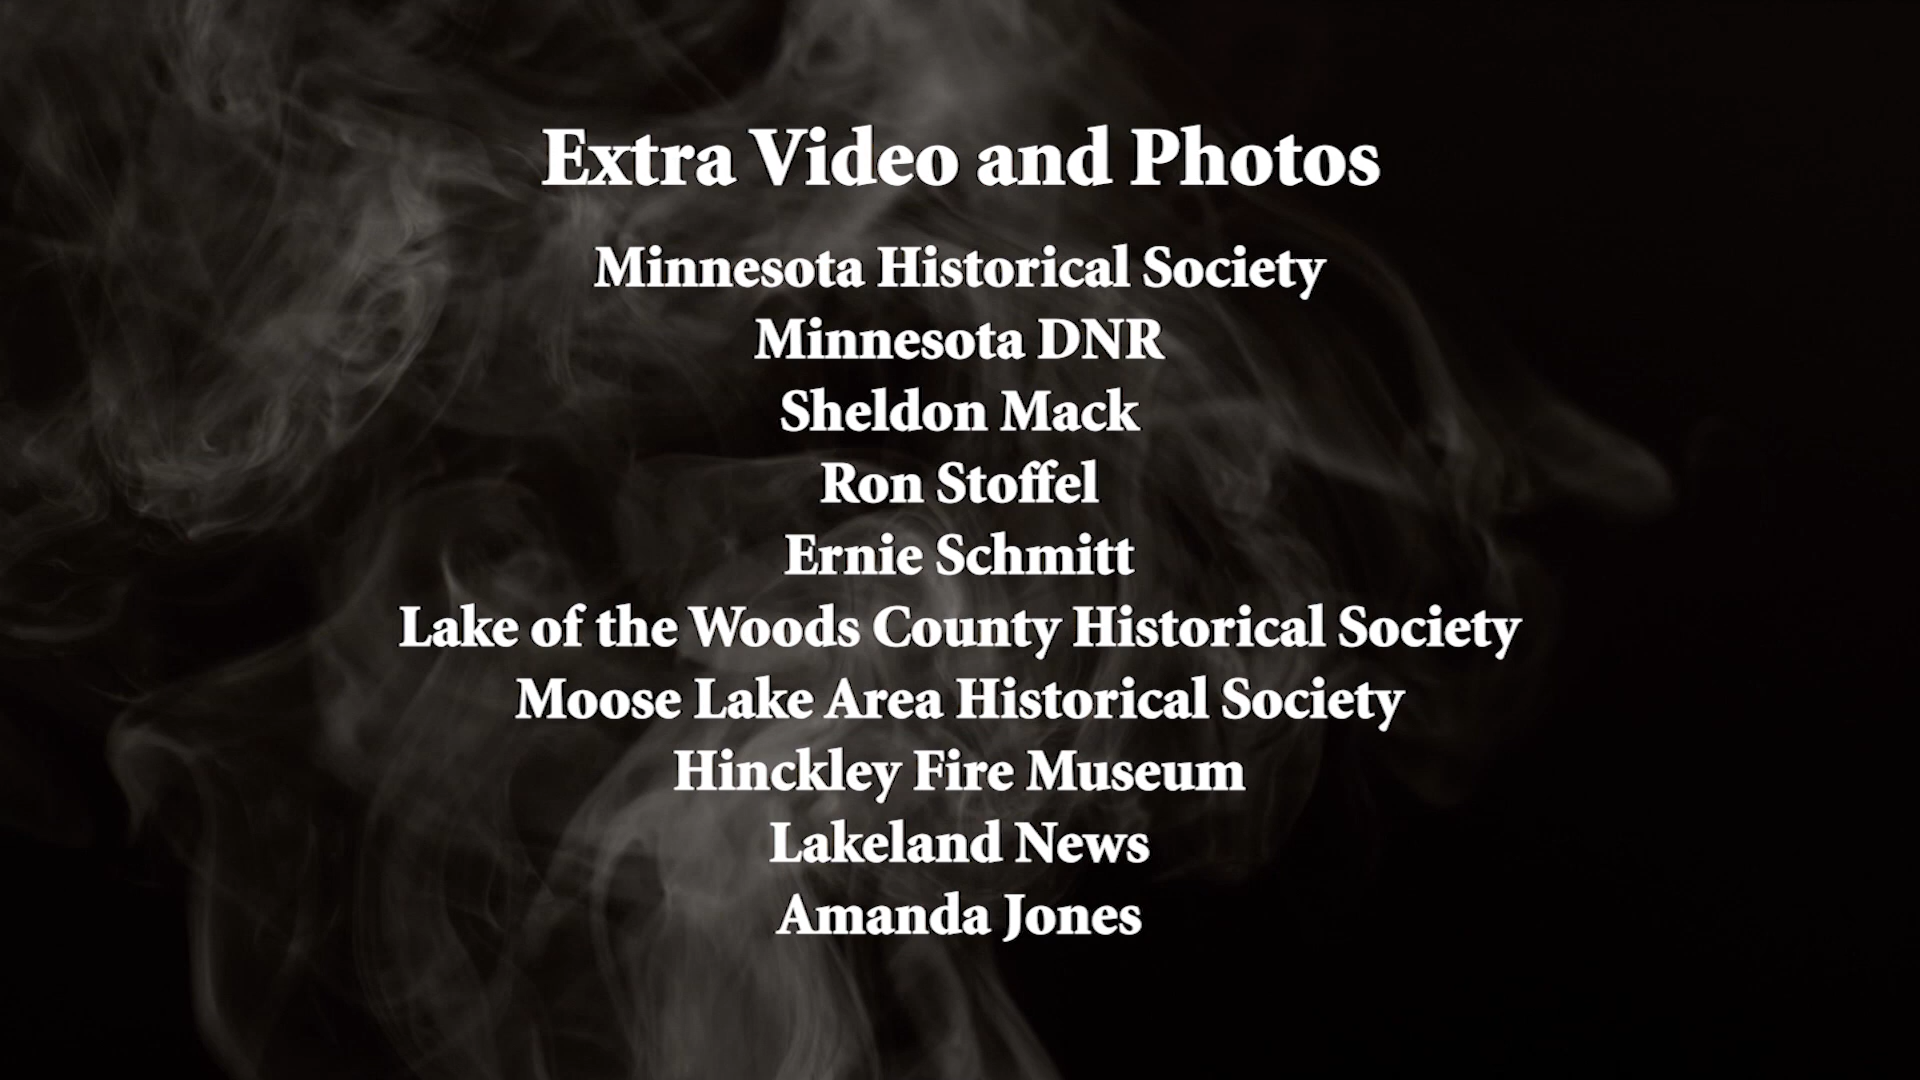 Extra Video and Photos
Minnesota Historical Society
Minnesota DNR
Sheldon Mack
Ron Stoffel
Ernie Schmitt
Lake of the Woods County Historical Society
Moose Lake Area Historical Society
Hinckley Fire Museum
Lakeland News
Amanda Jones